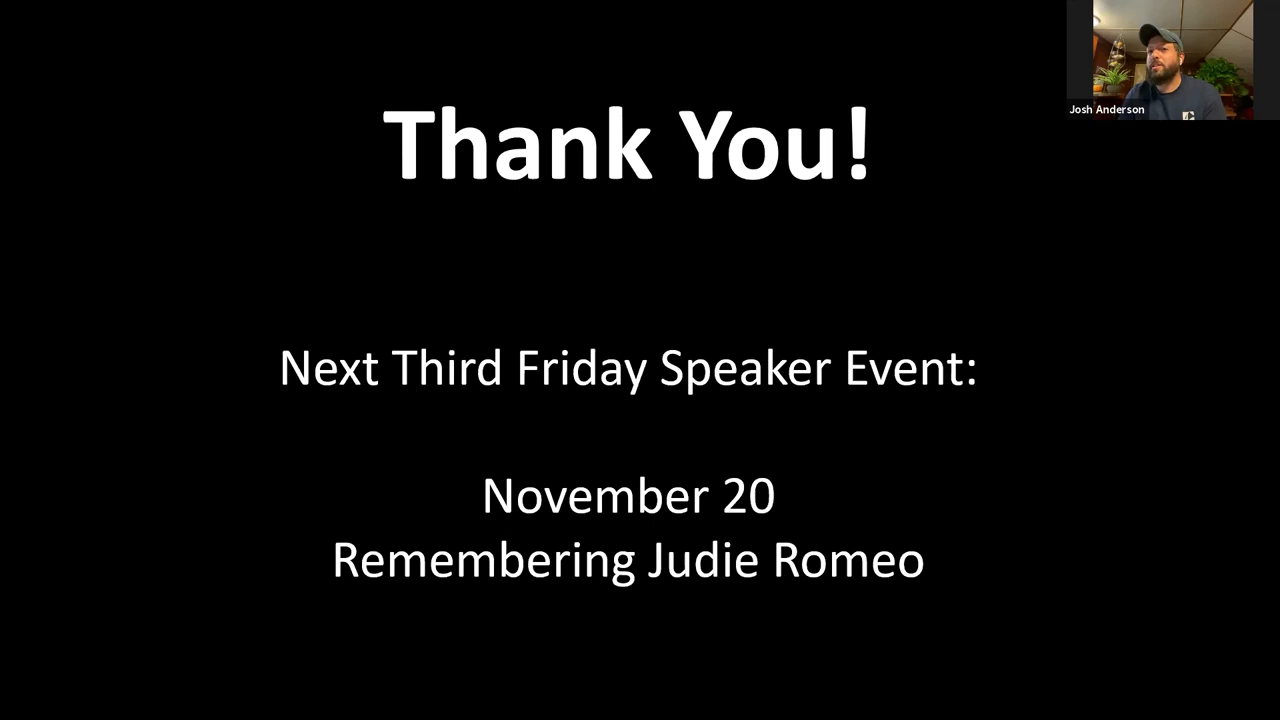 Josh Anderson
Thank You!
Next Third Friday Speaker Event:
November 20
Remembering Judie Romeo